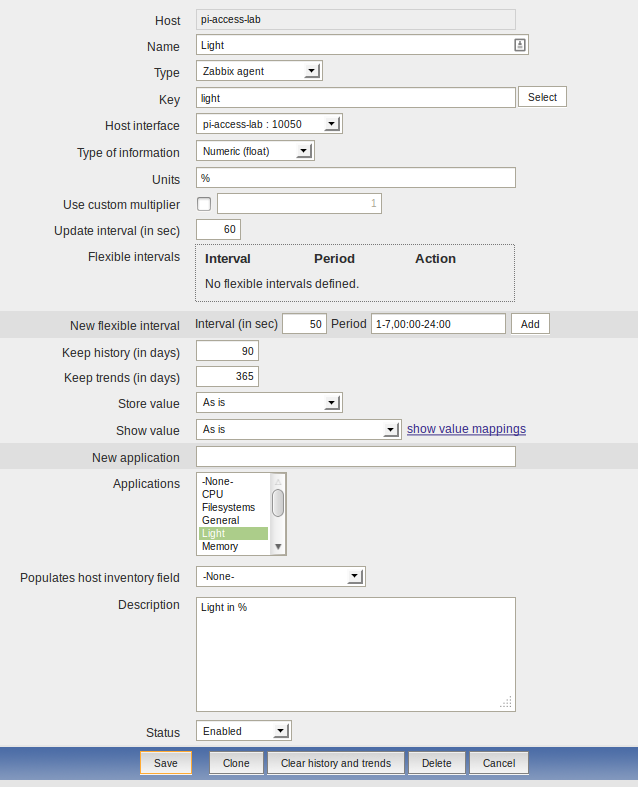 Host pi-access-lab
Name Light
Type Zabbix agent
Key light Select
Host interface pi-access-lab : 10050
Type of information Numeric (float)
Units %
Use custom multiplier 1
Update interval (in sec) 60
Flexible intervals Interval Period Action
No flexible intervals defined.
New flexible interval Interval (in sec) 50 Period 1-7,00:00-24:00 Add
Keep history (in days) 90
Keep trends (in days) 365
Store value As is
Show value As is show value mappings
New application
Applications -None-
CPU
Filesystems
General
Light
Memory
Populates host inventory field -None-
Description Light in %
Status Enabled
Save Clone Clear history and trends Delete Cancel